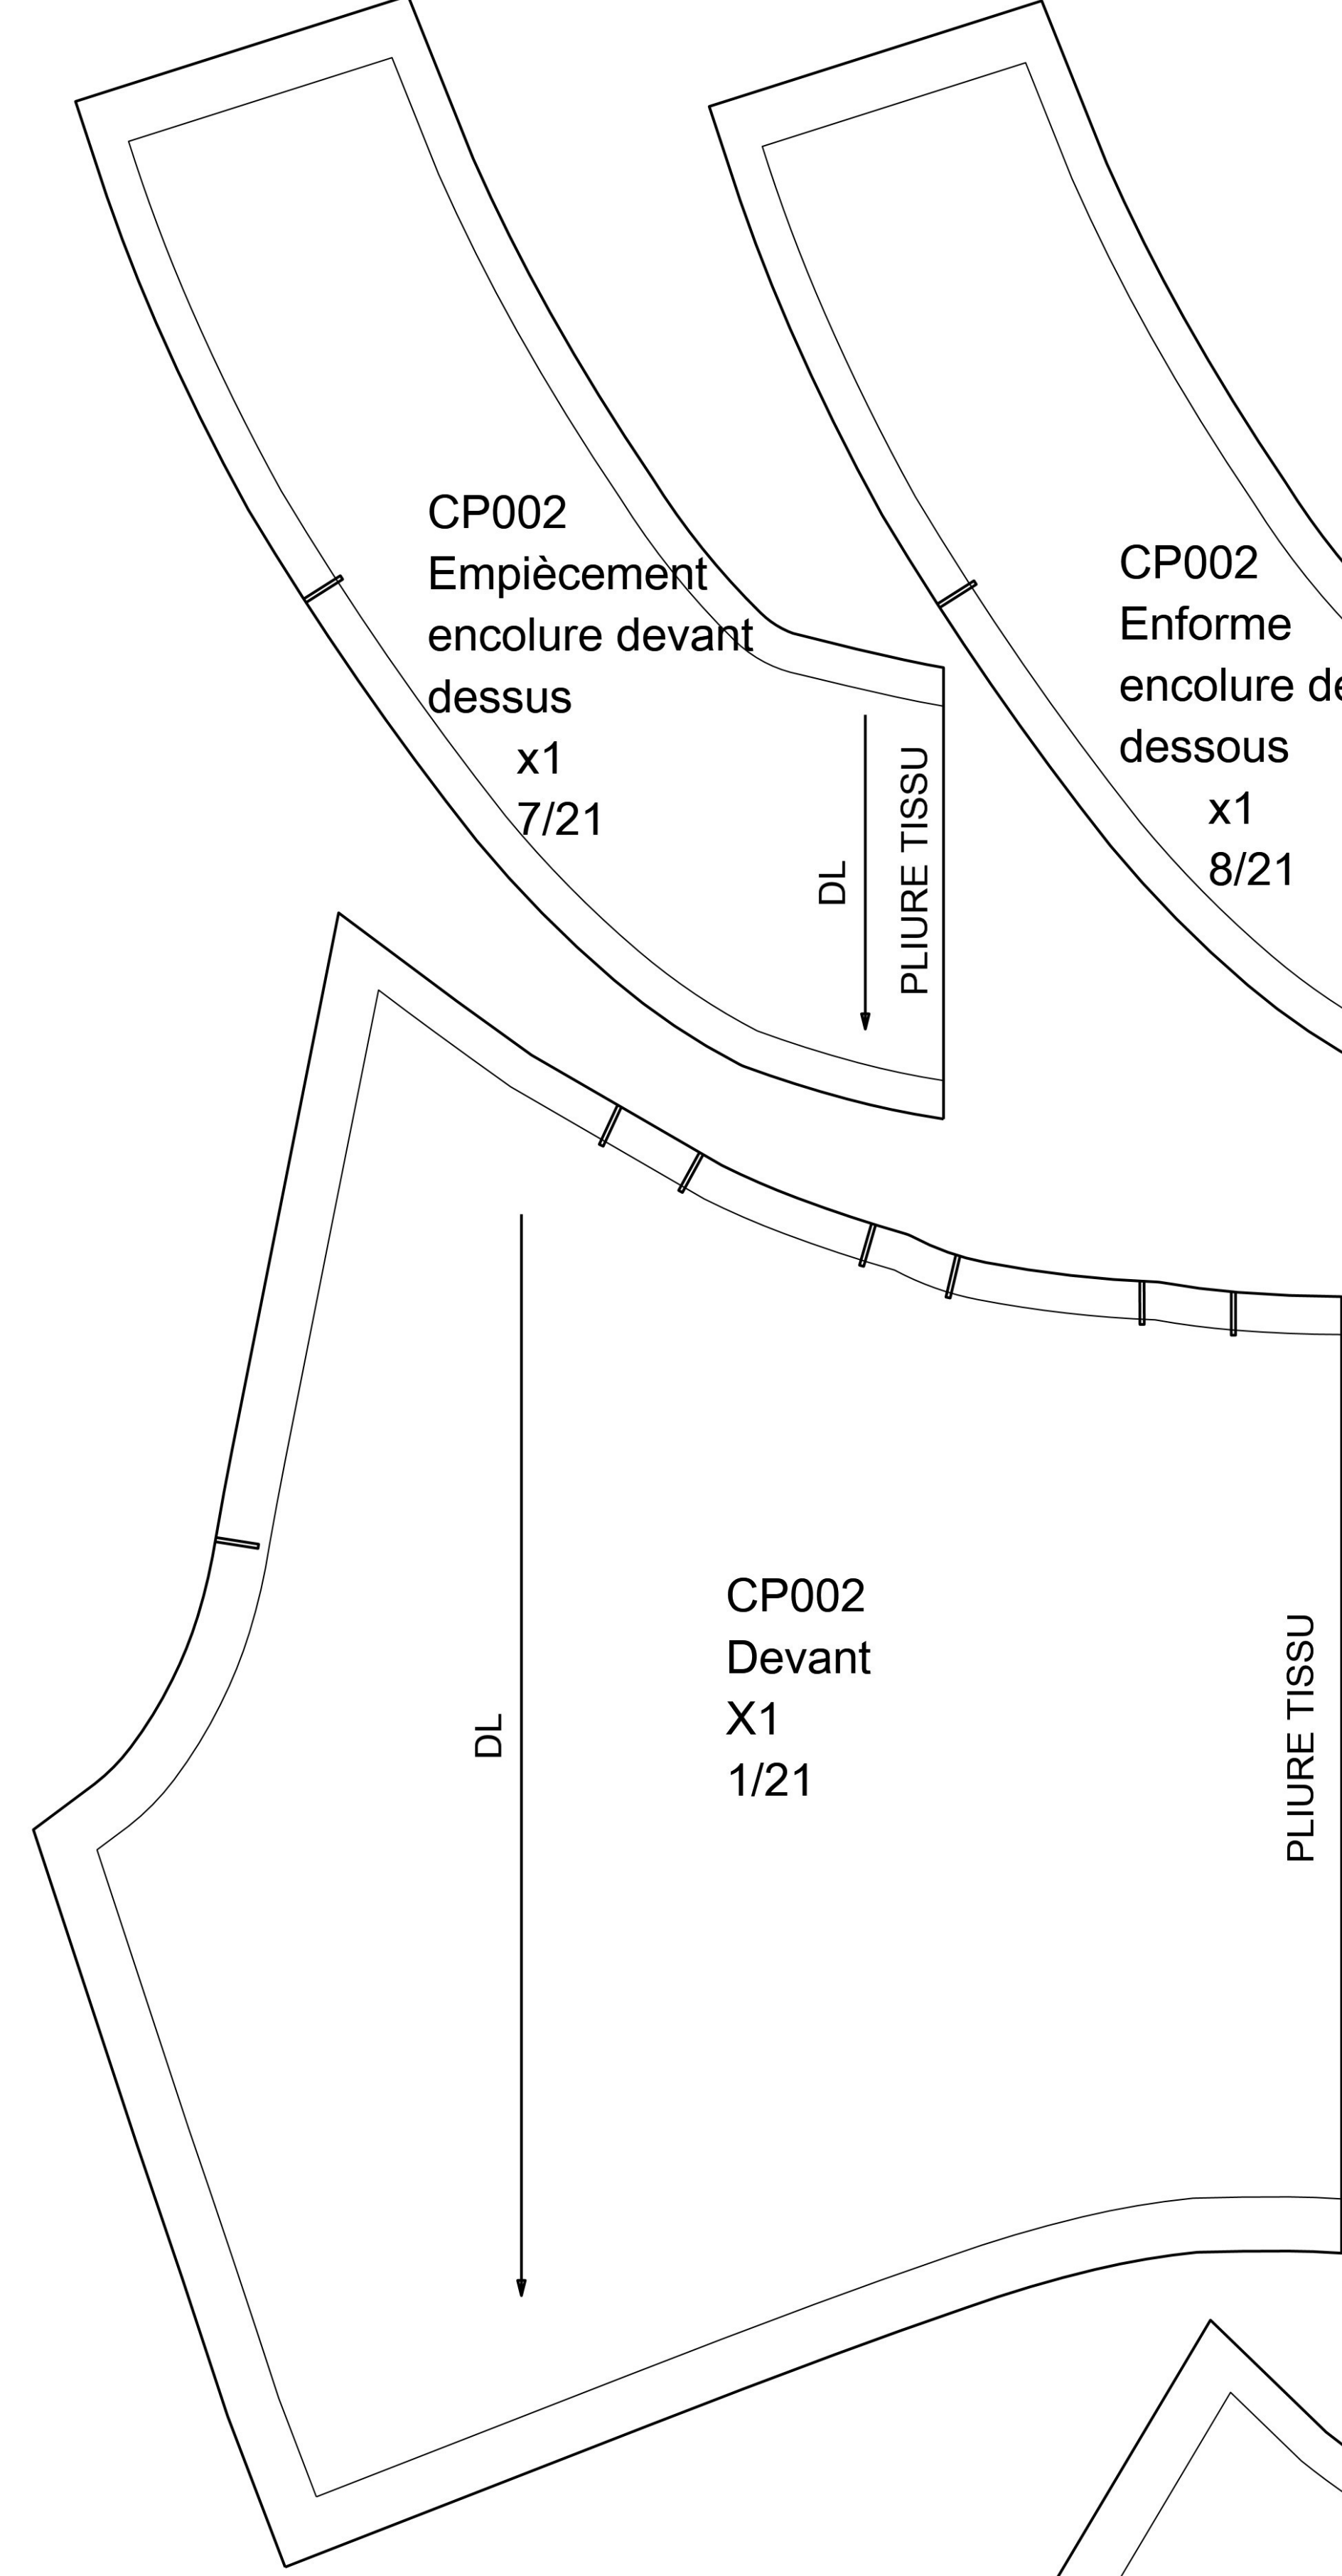 CP002
Empiècement
encolure devant
dessus
x1
7/21
DL
PLIURE TISSU
CP002
Enforme
encolure
dessous
x1
8/21
CP002
Devant
X1
1/21
DL
PLIURE TISSU